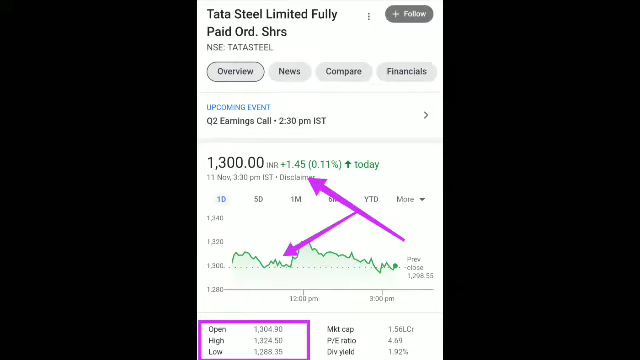 Tata Steel Limited Fully
Paid Ord. Shrs
+ Follow
NSE: TATASTEEL
Overview
News
Compare
Financials
UPCOMING EVENT
Q2 Earnings Call • 2:30 pm IST
1,300.00 INR +1.45 (0.11%) ↑ today
11 Nov, 3:30 pm IST • Disclaimer
1D 5D 1M YTD More
1,340
1,320
1,300
1,280
Prev
close
1,298.55
12:00 pm 3:00 pm
Open 1,304.90 Mkt cap 1.56LCr
High 1,324.50 P/E ratio 4.69
Low 1,288.35 Div yield 1.92%